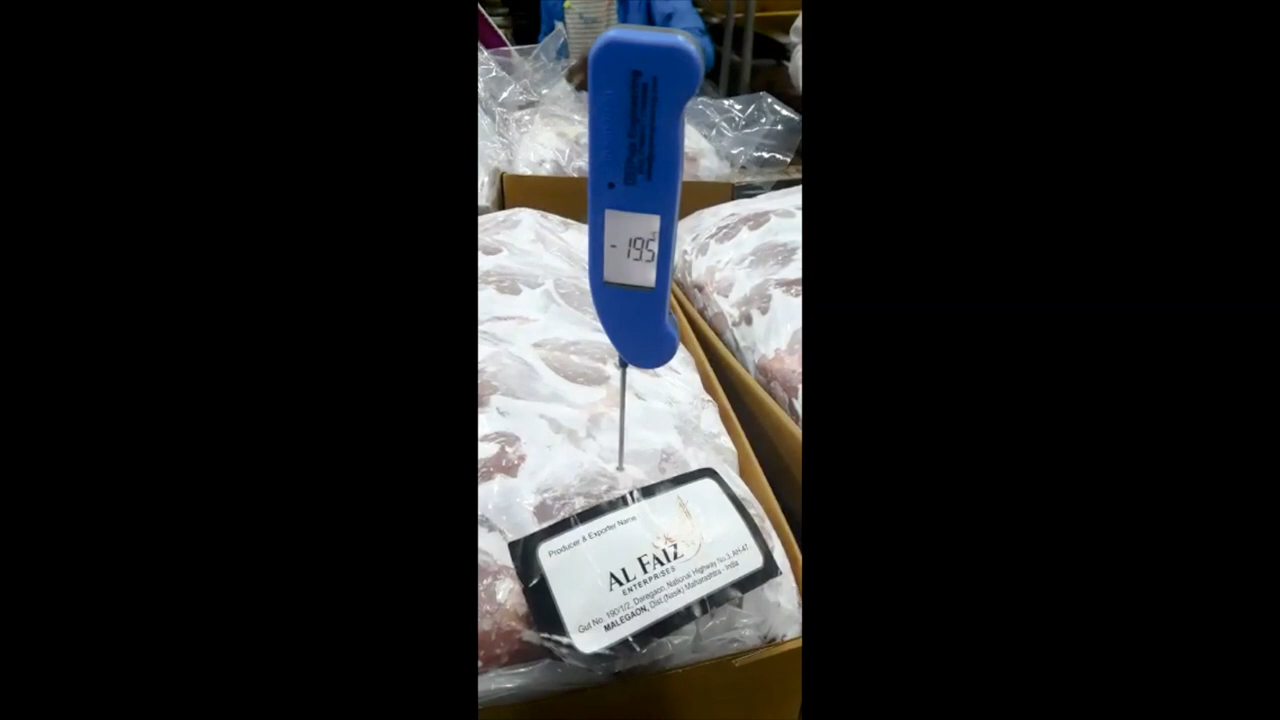 - 19.5
Producer & Exporter Name
AL FAIZ
ENTERPRISES
Gut No. 190/1/2, Daregaon, National Highway No.3, AH-47,
MALEGAON, Dist.(Nasik) Maharashtra - India